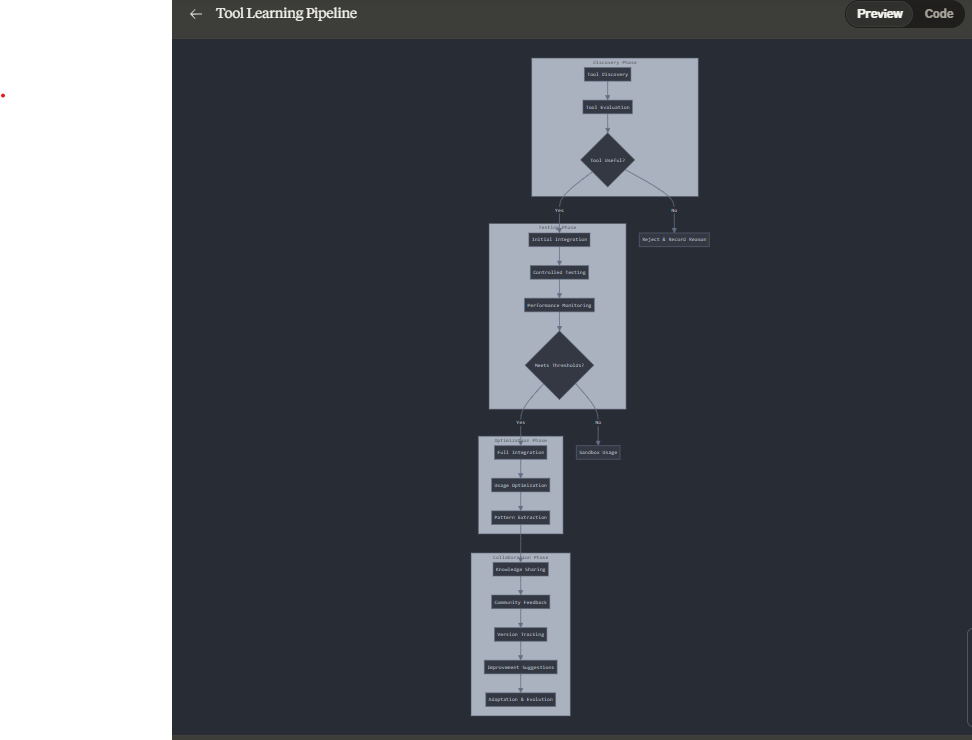 Tool Learning Pipeline
Preview
Code
Discovery Phase
Tool Discovery
Tool Evaluation
Tool Useful?
Yes
No
Testing Phase
Initial Integration
Reject & Record Reason
Controlled Testing
Performance Monitoring
Meets Thresholds?
Yes
No
Optimization Phase
Full Integration
Sandbox Usage
Usage Optimization
Pattern Extraction
Collaboration Phase
Knowledge Sharing
Community Feedback
Version Tracking
Improvement Suggestions
Adaptation & Evolution